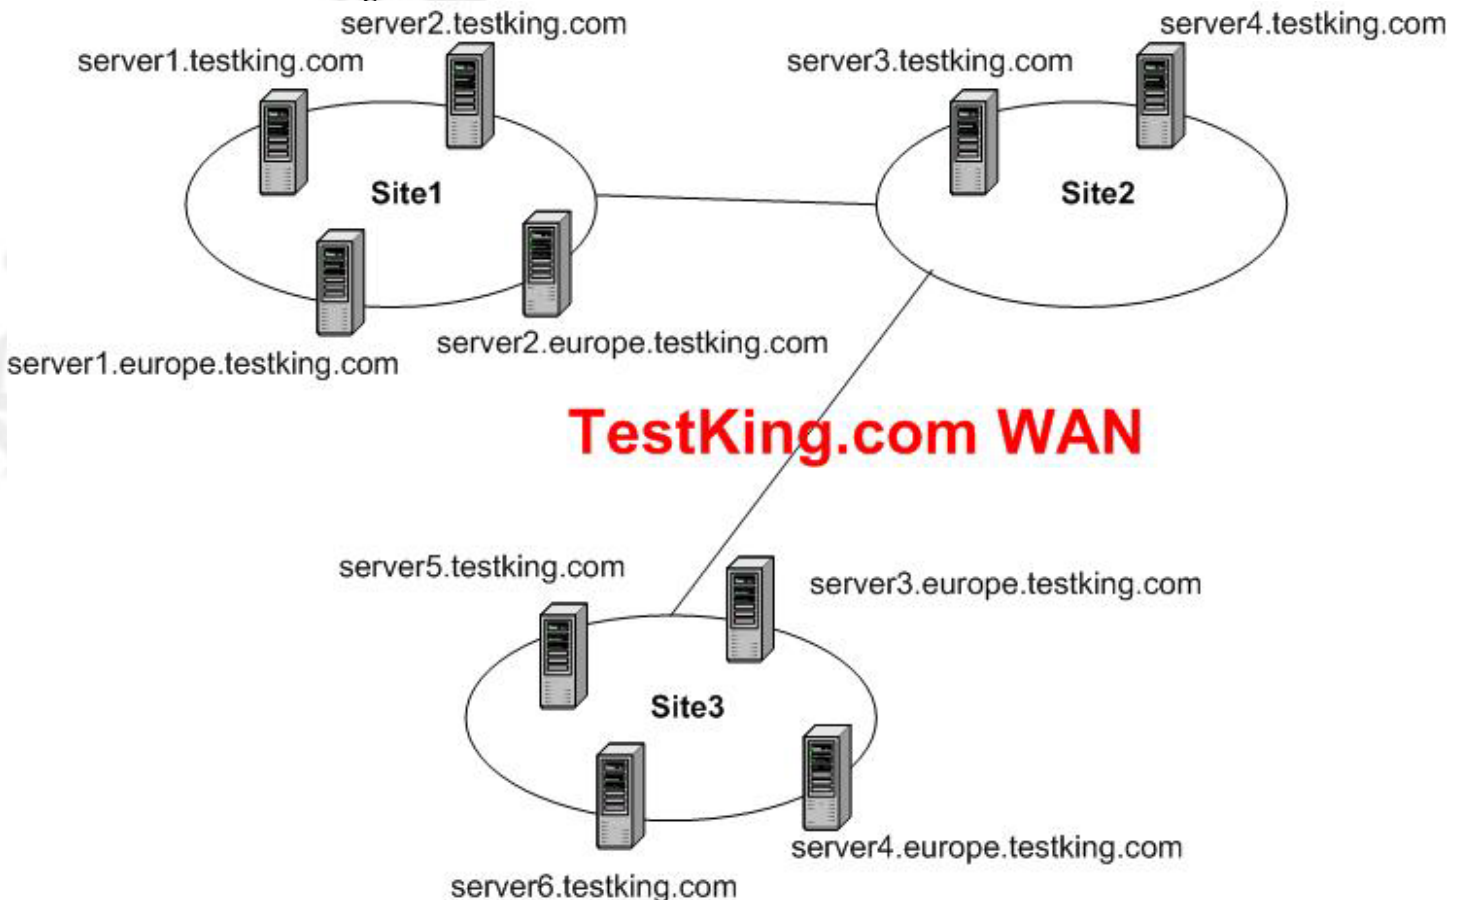 server2.testking.com
server4.testking.com
server1.testking.com
server3.testking.com
Site1
Site2
server2.europe.testking.com
server1.europe.testking.com
TestKing.com WAN
server5.testking.com
server3.europe.testking.com
Site3
server4.europe.testking.com
server6.testking.com